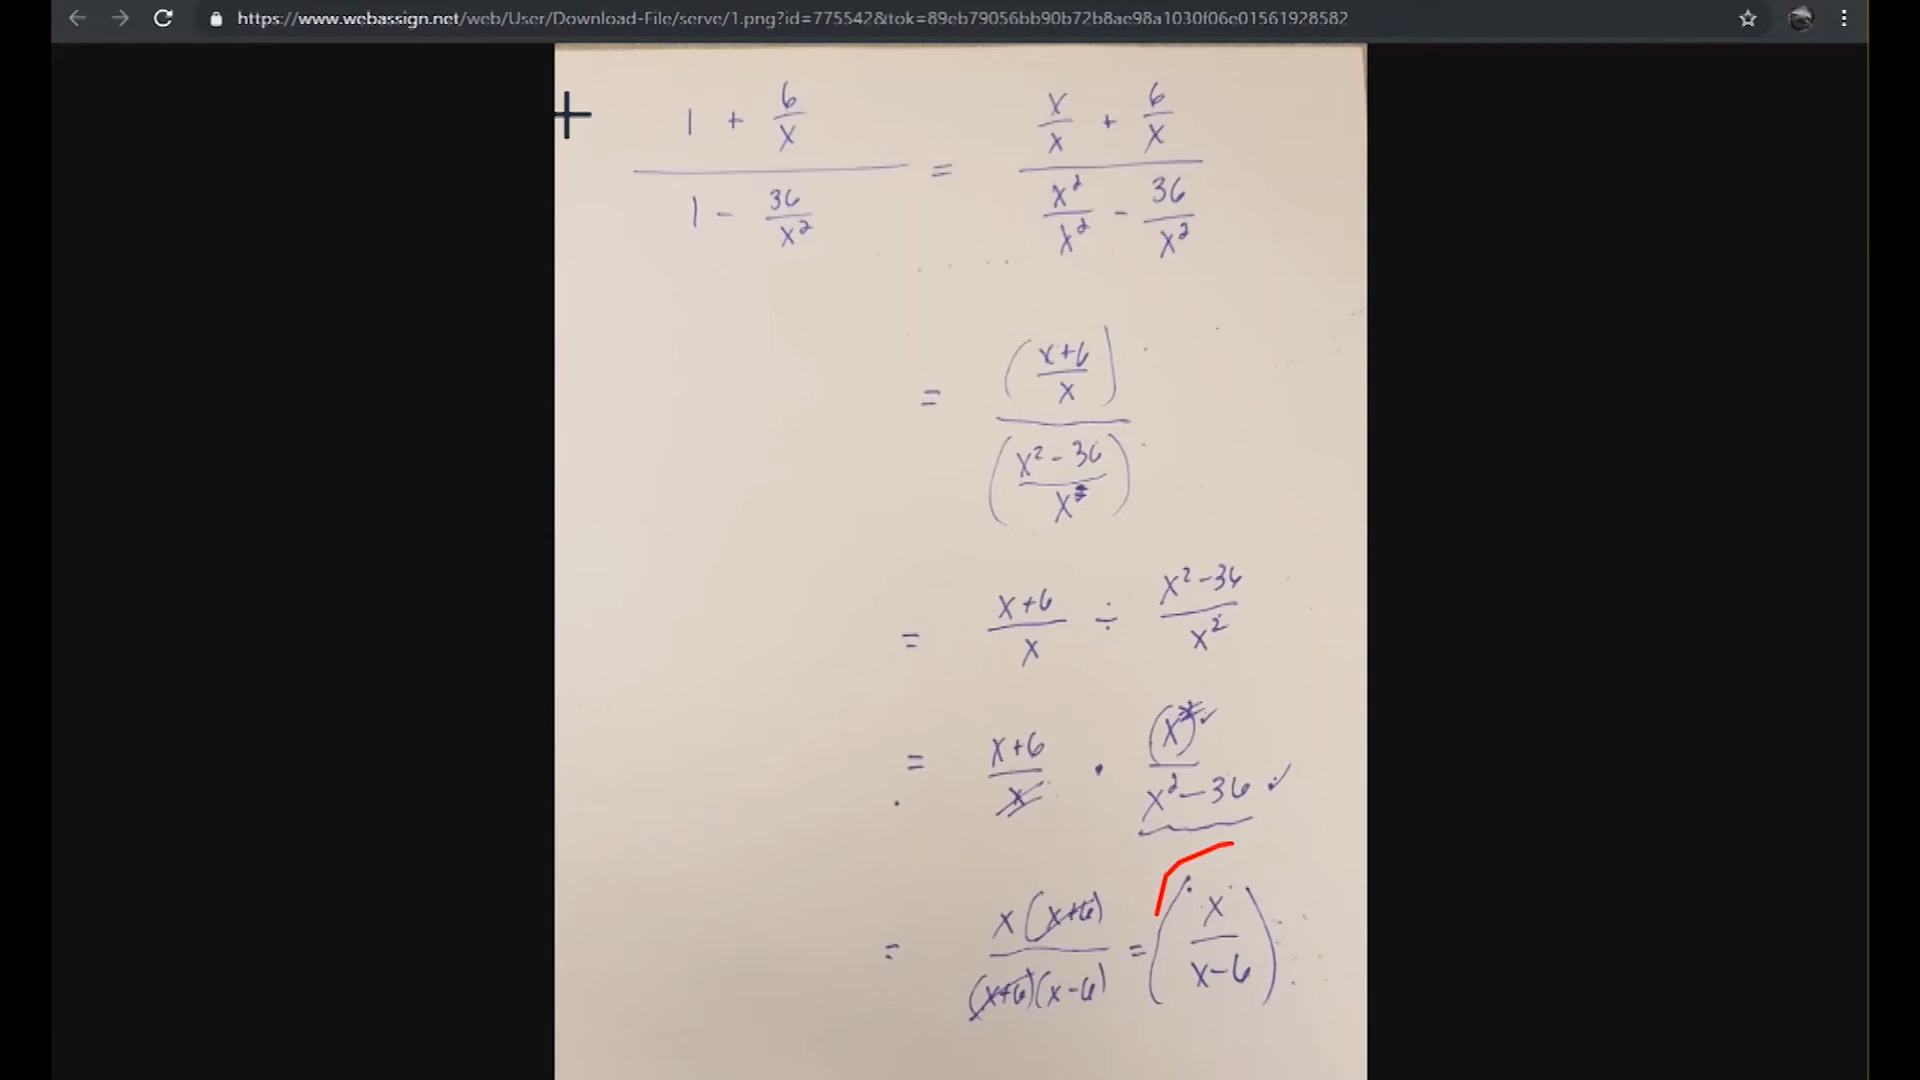 https://www.webassign.net/web/User/Download-File/serve/1.png?id=775542&tok=89eb79056bb90b72b8ae98a1030f06e01561928582
(1 + 6/x) / (1 - 36/x²) = (x/x + 6/x) / (x²/x² - 36/x²)
= ((x+6)/x) / ((x² - 36)/x²)
= (x+6)/x ÷ (x² - 36)/x²
= (x+6)/x · (x²)/(x² - 36)
= x(x+6) / (x+6)(x-6) = (x/(x-6))